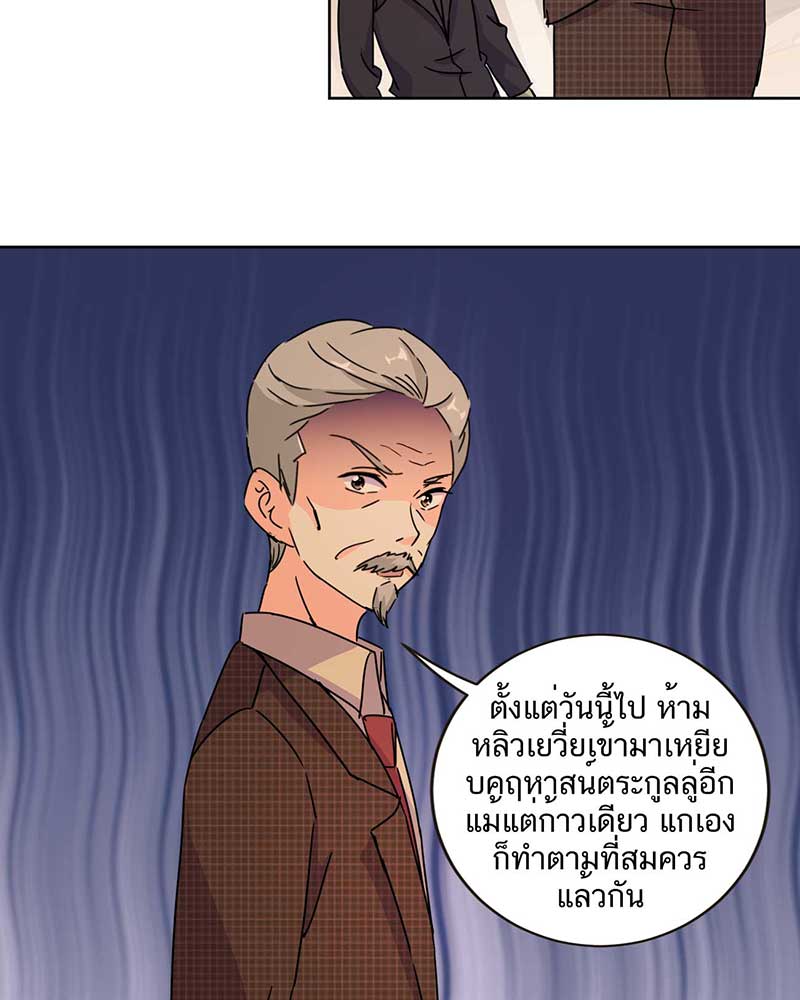 ตั้งแต่วันนี้ไป ห้าม
หลิวเยวี่ยเข้ามาเหยีย
บคฤหาสน์ตระกูลลู่อีก
แม้แต่ก้าวเดียว แกเอง
ก็ทำตามที่สมควร
แล้วกัน